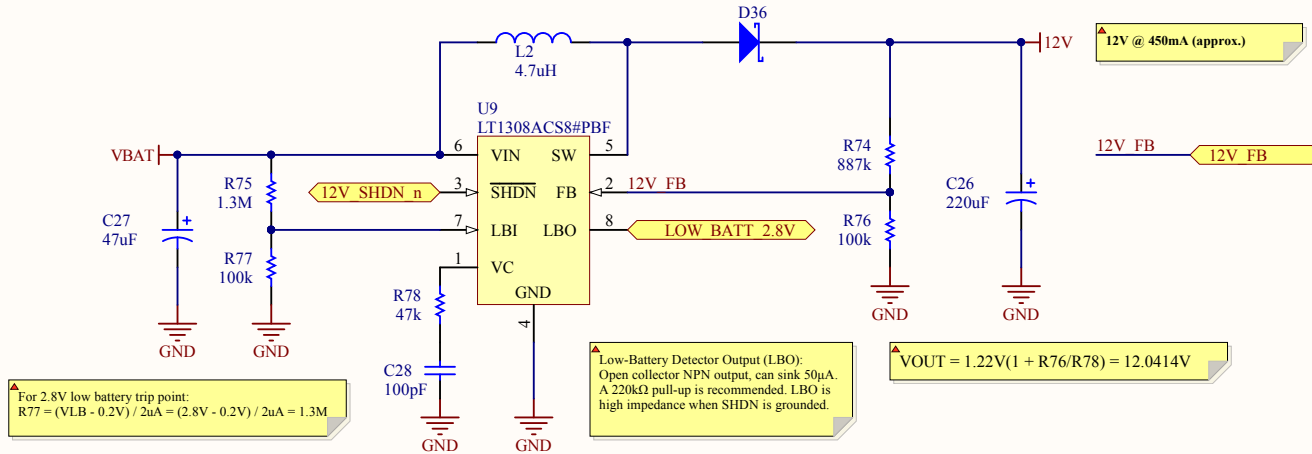 D36
L2
4.7uH
12V
12V @ 450mA (approx.)
U9
LT1308ACS8#PBF
VBAT
6
VIN
SW
5
R75
1.3M
12V_SHDN_n
3
SHDN
FB
2
12V_FB
R74
887k
12V_FB
12V_FB
C27
47uF
7
LBI
LBO
8
LOW_BATT_2.8V
C26
220uF
R77
100k
R76
100k
1
VC
GND
4
R78
47k
C28
100pF
GND
GND
GND
GND
GND
GND
For 2.8V low battery trip point:
R77 = (VLB - 0.2V) / 2uA = (2.8V - 0.2V) / 2uA = 1.3M
Low-Battery Detector Output (LBO):
Open collector NPN output, can sink 50µA.
A 220kΩ pull-up is recommended. LBO is
high impedance when SHDN is grounded.
VOUT = 1.22V(1 + R76/R78) = 12.0414V